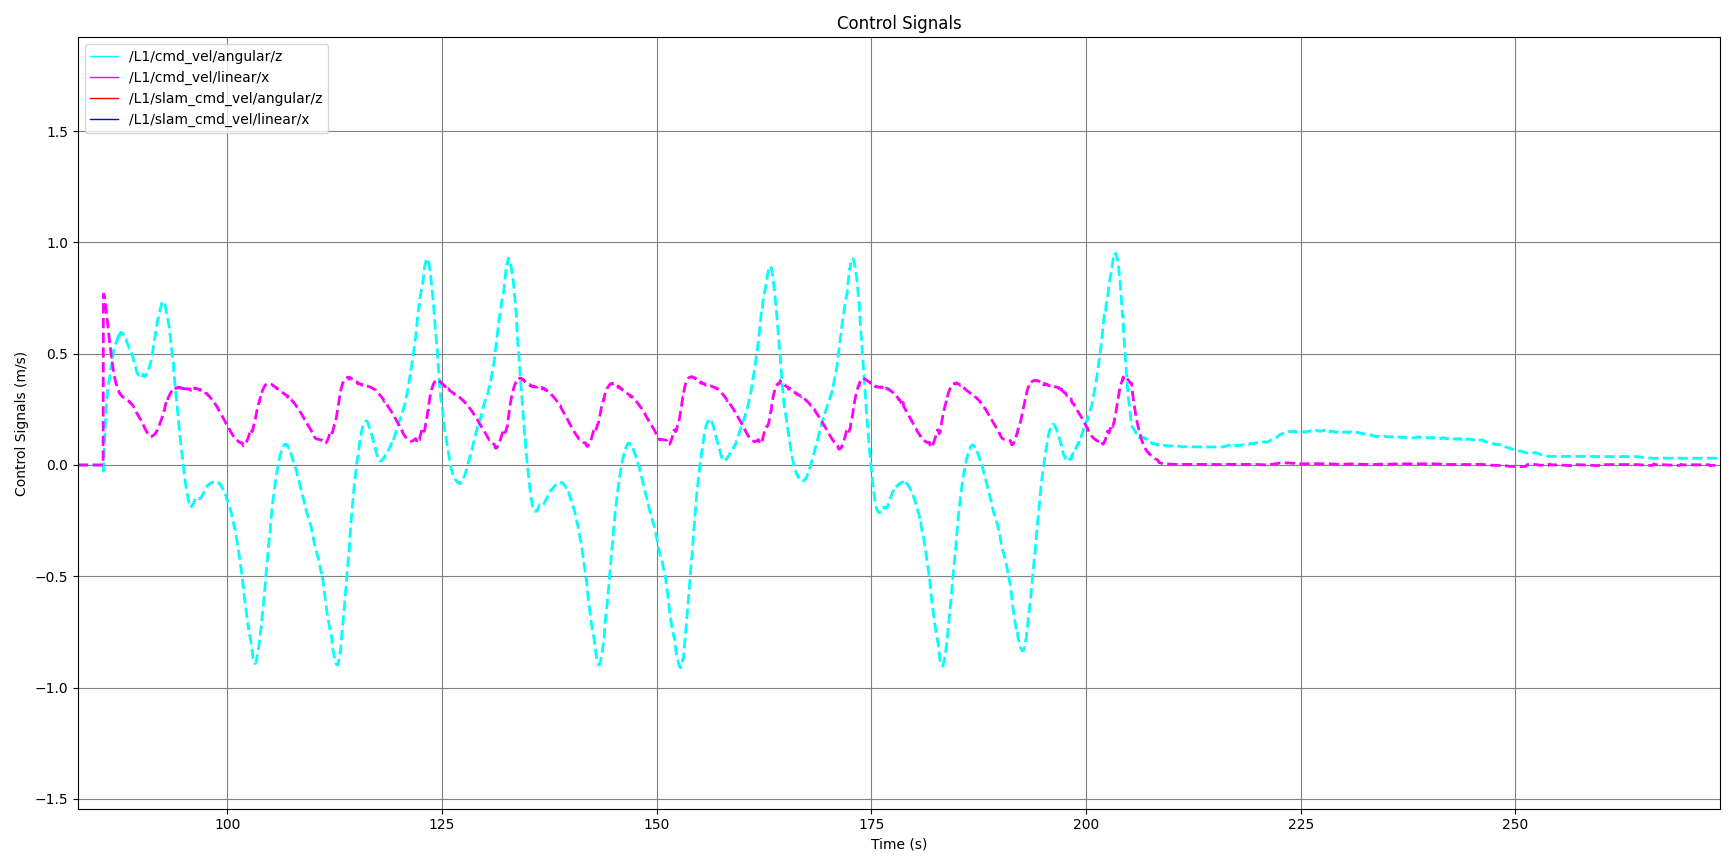 Control Signals
/L1/cmd_vel/angular/z
/L1/cmd_vel/linear/x
/L1/slam_cmd_vel/angular/z
/L1/slam_cmd_vel/linear/x
Control Signals (m/s)
1.5
1.0
0.5
0.0
−0.5
−1.0
−1.5
100 125 150 175 200 225 250
Time (s)